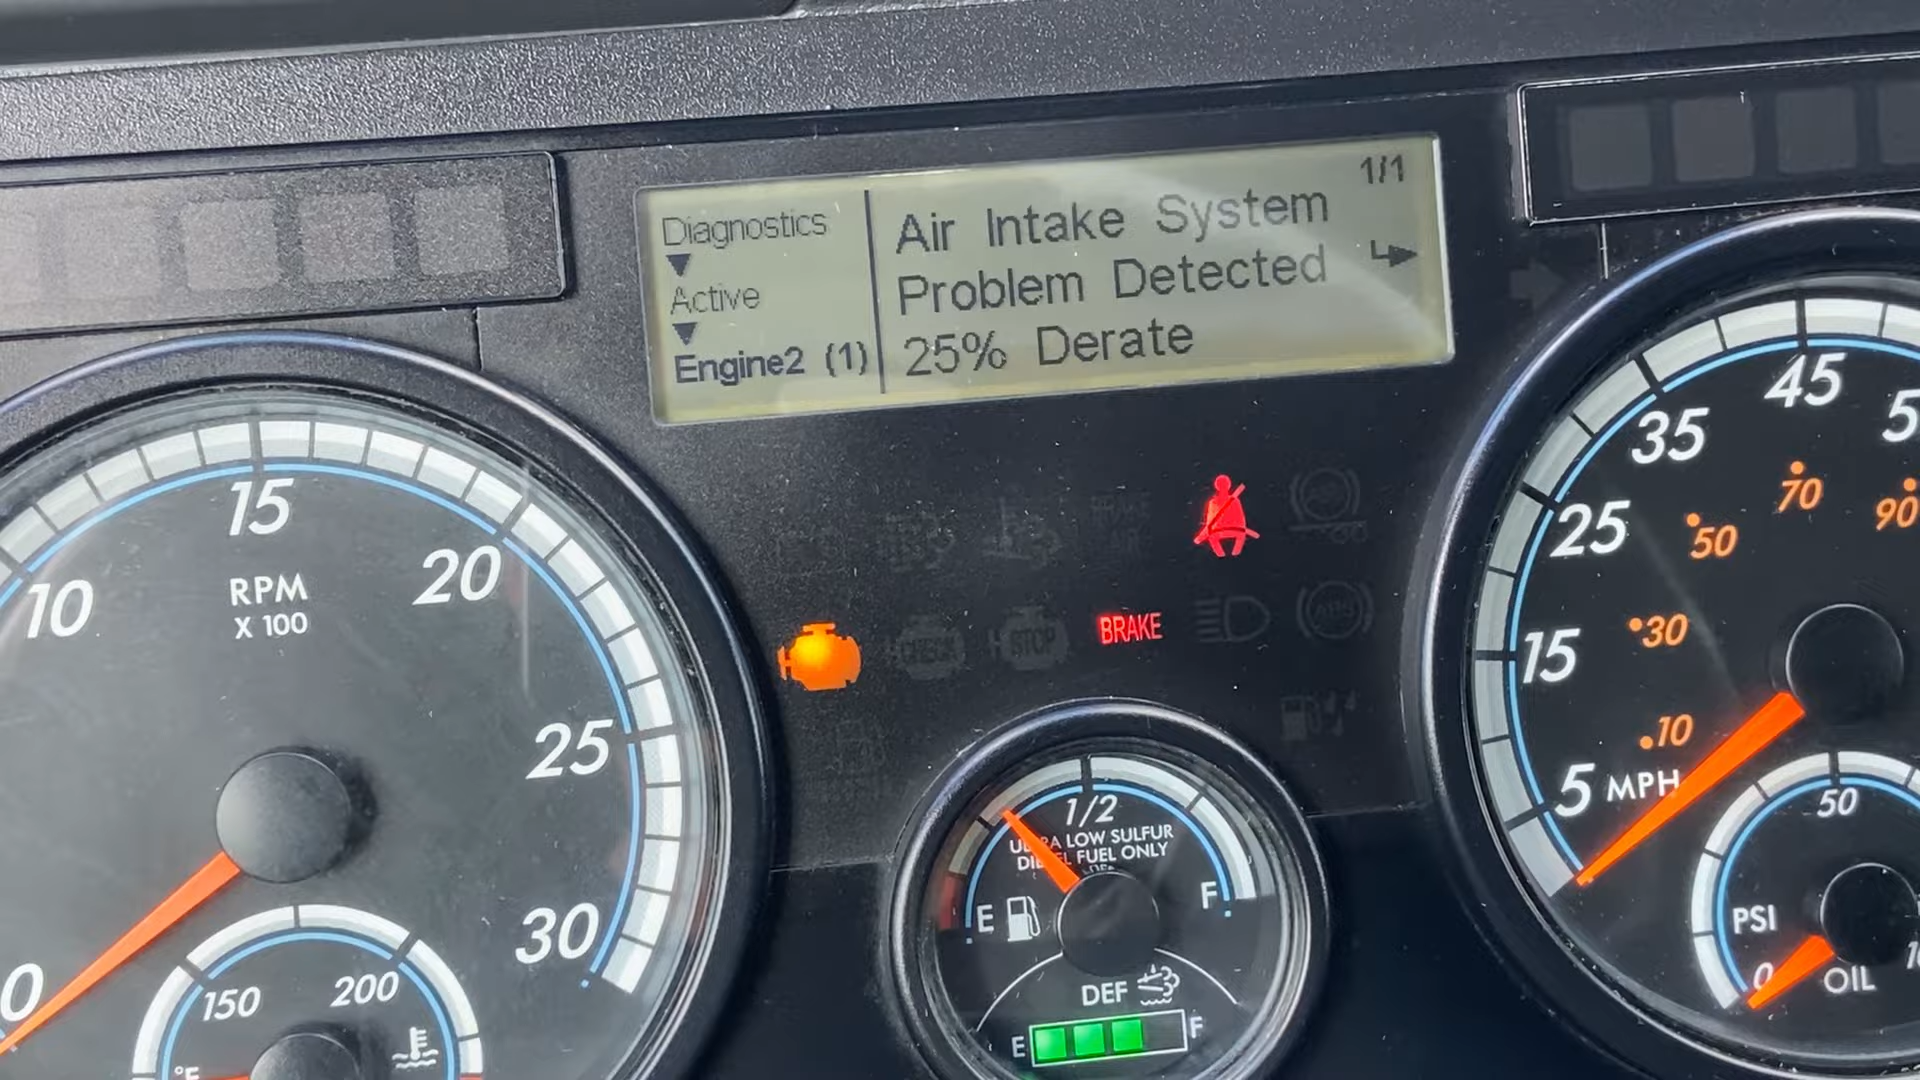 1/1
Diagnostics
Active
Engine2 (1)
Air Intake System
Problem Detected
25% Derate
0
10
15
20
25
30
RPM
X 100
150
200
°F
CHECK
STOP
BRAKE
ABS
1/2
ULTRA LOW SULFUR
DIESEL FUEL ONLY
E
F
DEF
E
F
5
15
25
35
45
MPH
10
30
50
70
90
50
PSI
0
OIL